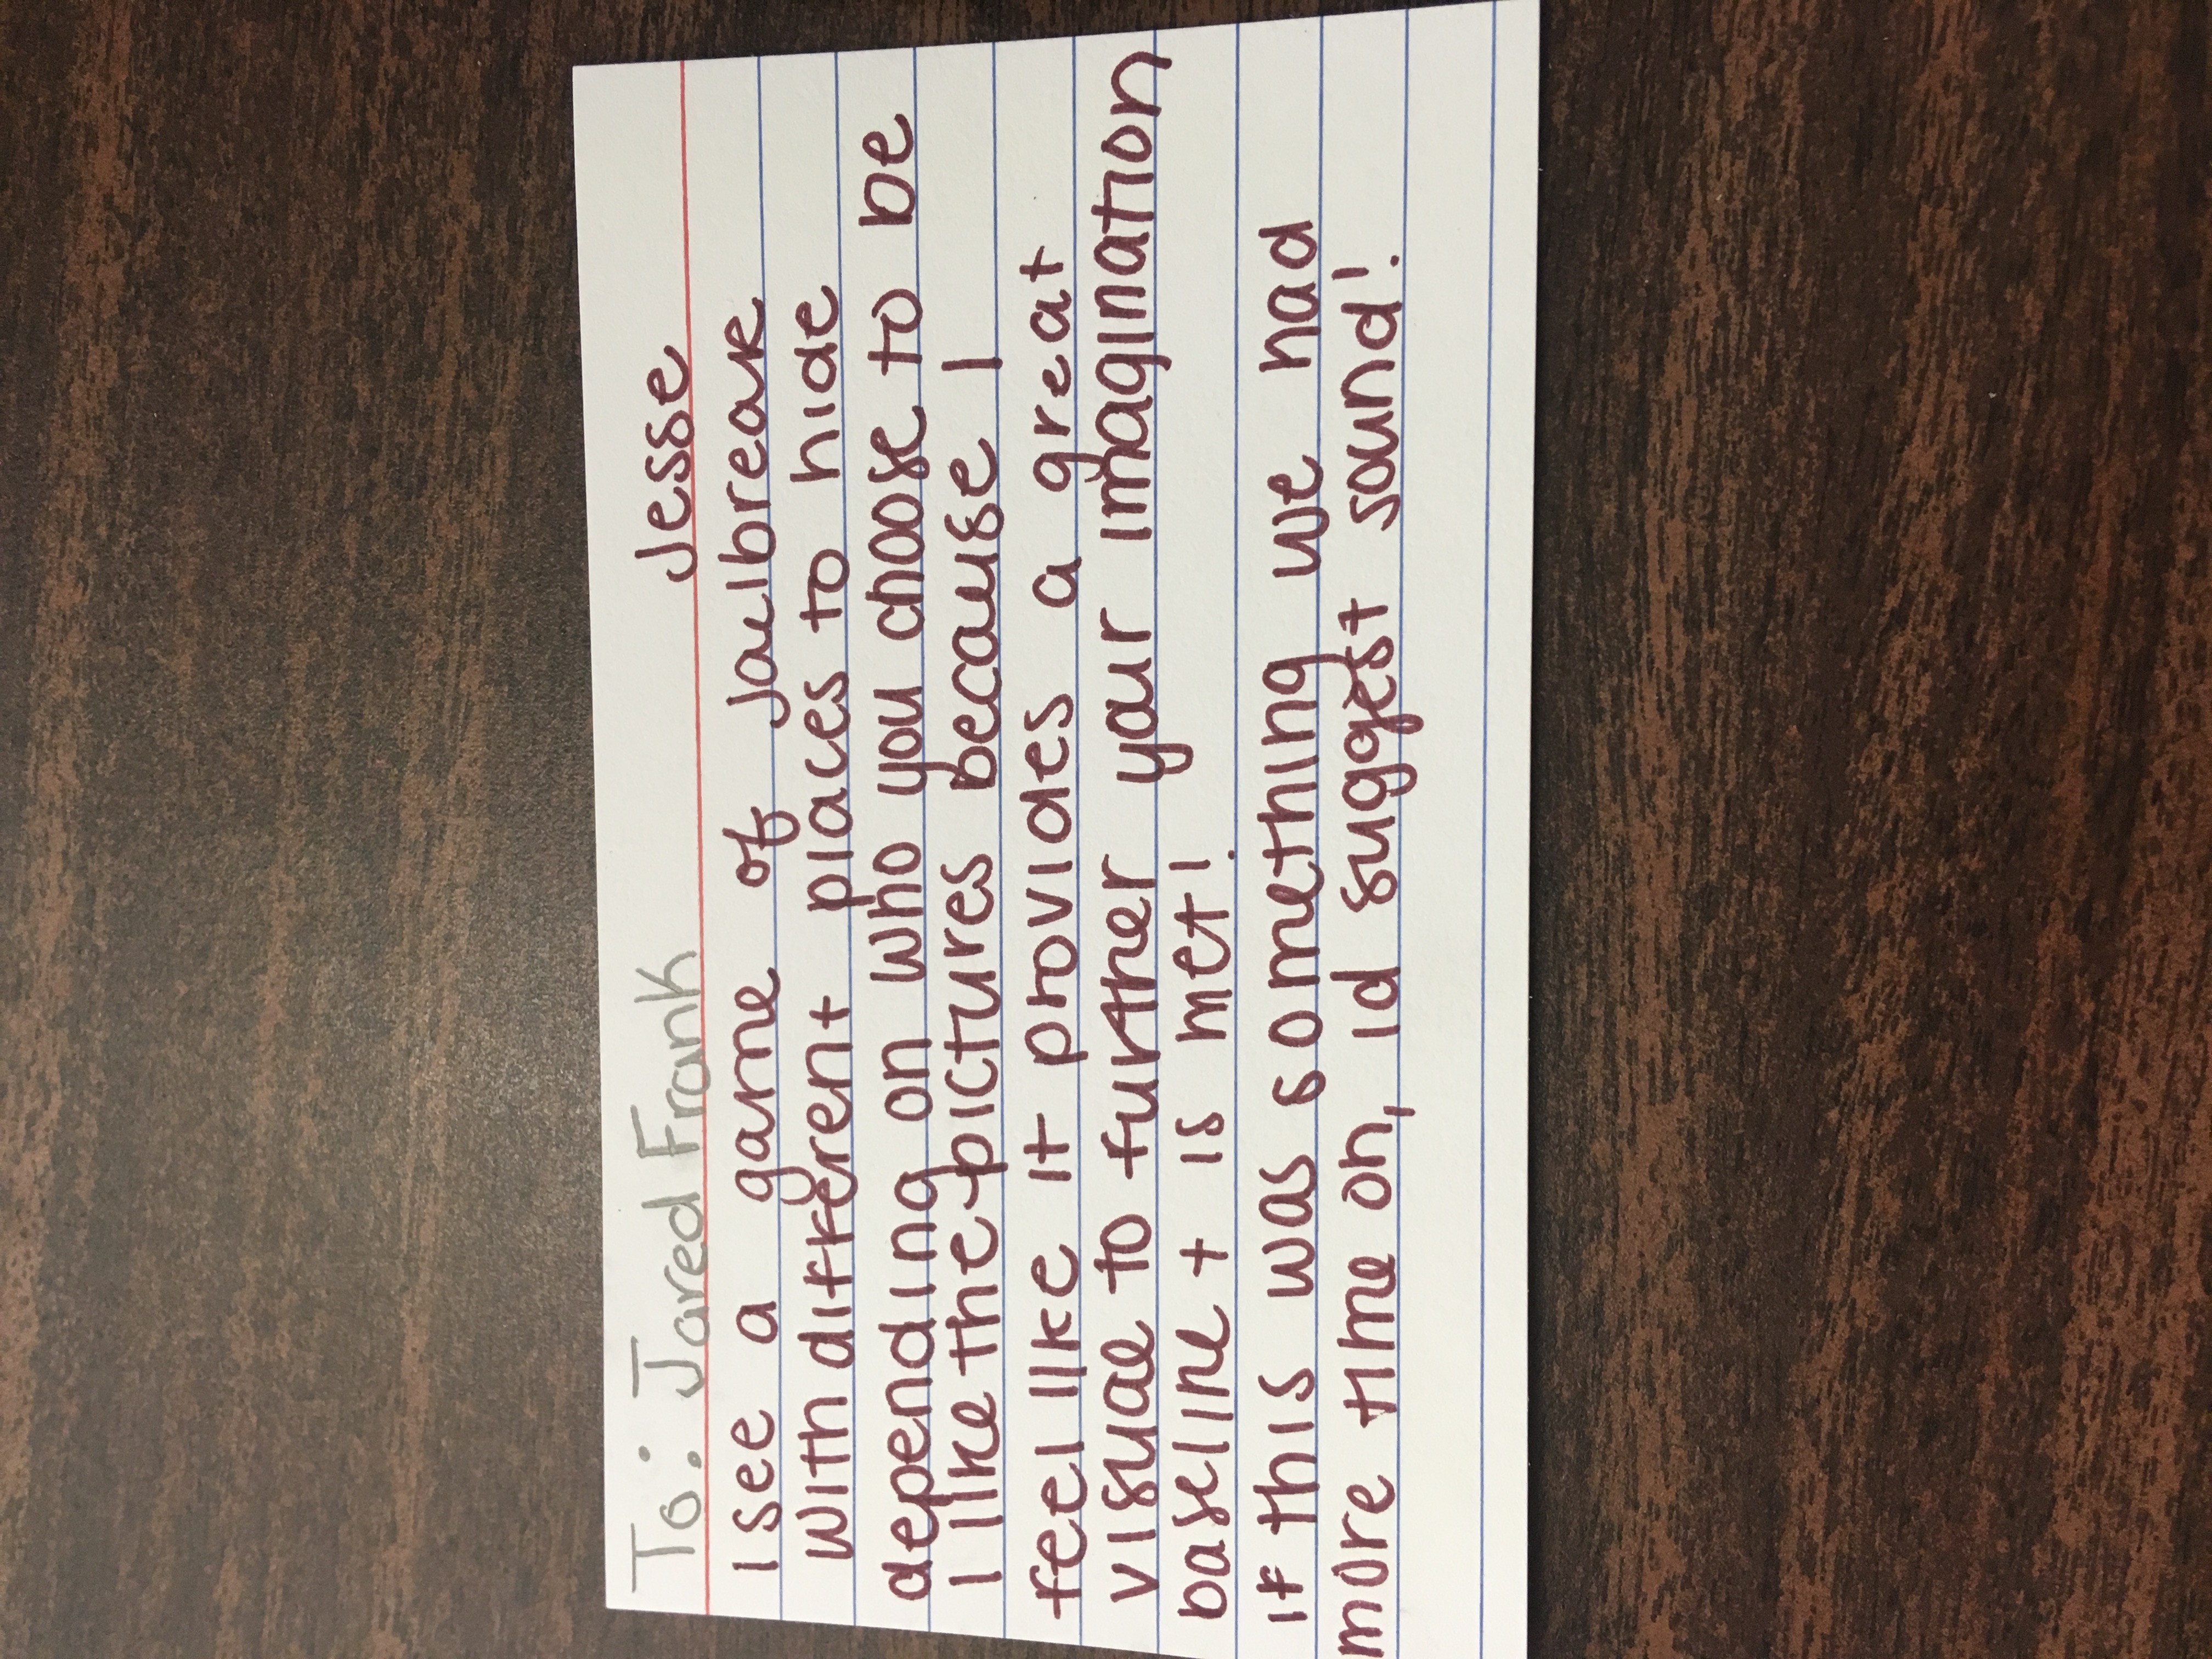 To: Jared Frank Jesse
I see a game of Jailbreak
with different places to hide
depending on who you choose to be
I like the pictures because I
feel like it provides a great
visual to further your imagination
baseline + is met!
if this was something we had
more time on, id suggest sound!